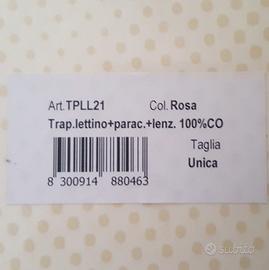 Art.TPLL21 Col.Rosa
Trap.lettino+parac.+lenz. 100%CO
Taglia
Unica
8 300914 880463
subito